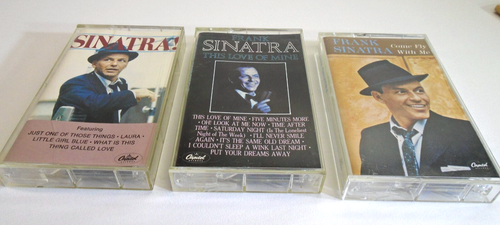 SINATRA
Featuring
JUST ONE OF THOSE THINGS • LAURA •
LITTLE GIRL BLUE • WHAT IS THIS
THING CALLED LOVE
Capitol
FRANK
SINATRA
THIS LOVE OF MINE
THIS LOVE OF MINE • FIVE MINUTES MORE
• OH! LOOK AT ME NOW • TIME AFTER
TIME • SATURDAY NIGHT (Is The Loneliest
Night of The Week) • I'LL NEVER SMILE
AGAIN • IT'S THE SAME OLD DREAM •
I COULDN'T SLEEP A WINK LAST NIGHT •
PUT YOUR DREAMS AWAY
Capitol
FRANK
SINATRA
Come Fly
With Me
Capitol